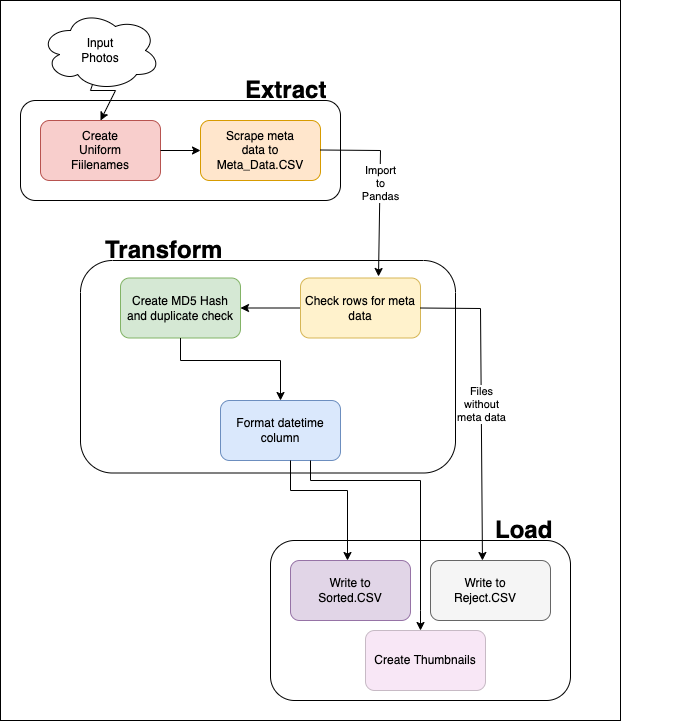 Input
Photos
Extract
Create
Uniform
Fiilenames
Scrape meta
data to
Meta_Data.CSV
Import
to
Pandas
Transform
Create MD5 Hash
and duplicate check
Check rows for meta
data
Files
without
meta data
Format datetime
column
Load
Write to
Sorted.CSV
Write to
Reject.CSV
Create Thumbnails